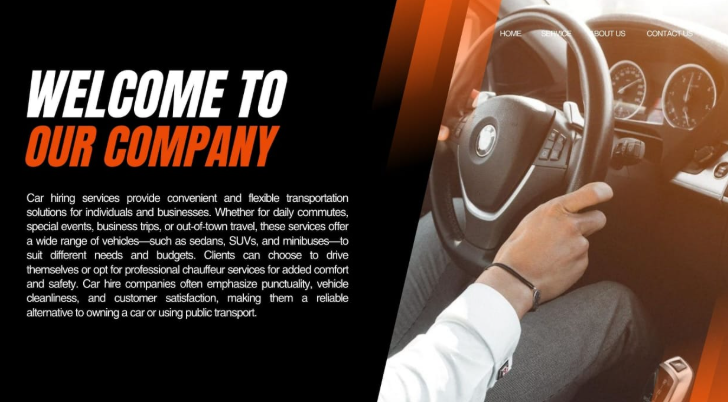 HOME
SERVICE
ABOUT US
CONTACT US
WELCOME TO
OUR COMPANY
Car hiring services provide convenient and flexible transportation
solutions for individuals and businesses. Whether for daily commutes,
special events, business trips, or out-of-town travel, these services offer
a wide range of vehicles—such as sedans, SUVs, and minibuses—to
suit different needs and budgets. Clients can choose to drive
themselves or opt for professional chauffeur services for added comfort
and safety. Car hire companies often emphasize punctuality, vehicle
cleanliness, and customer satisfaction, making them a reliable
alternative to owning a car or using public transport.